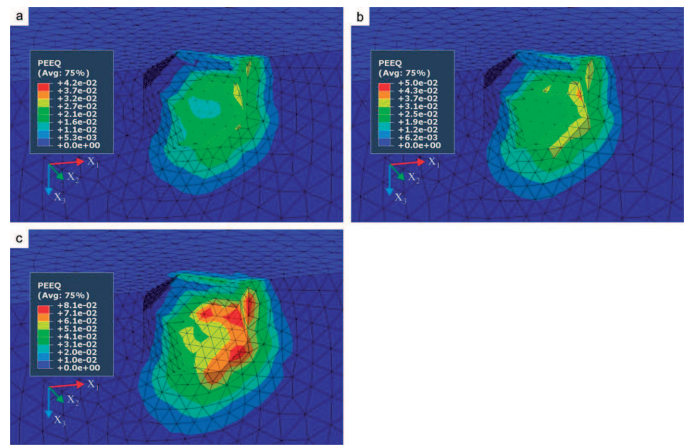 a
PEEQ
(Avg: 75%)
+4.2e-02
+3.7e-02
+3.2e-02
+2.7e-02
+2.1e-02
+1.6e-02
+1.1e-02
+5.3e-03
+0.0e+00
X1
X2
X3
b
PEEQ
(Avg: 75%)
+5.0e-02
+4.3e-02
+3.7e-02
+3.1e-02
+2.5e-02
+1.9e-02
+1.2e-02
+6.2e-03
+0.0e+00
X1
X2
X3
c
PEEQ
(Avg: 75%)
+8.1e-02
+7.1e-02
+6.1e-02
+5.1e-02
+4.1e-02
+3.1e-02
+2.0e-02
+1.0e-02
+0.0e+00
X1
X2
X3